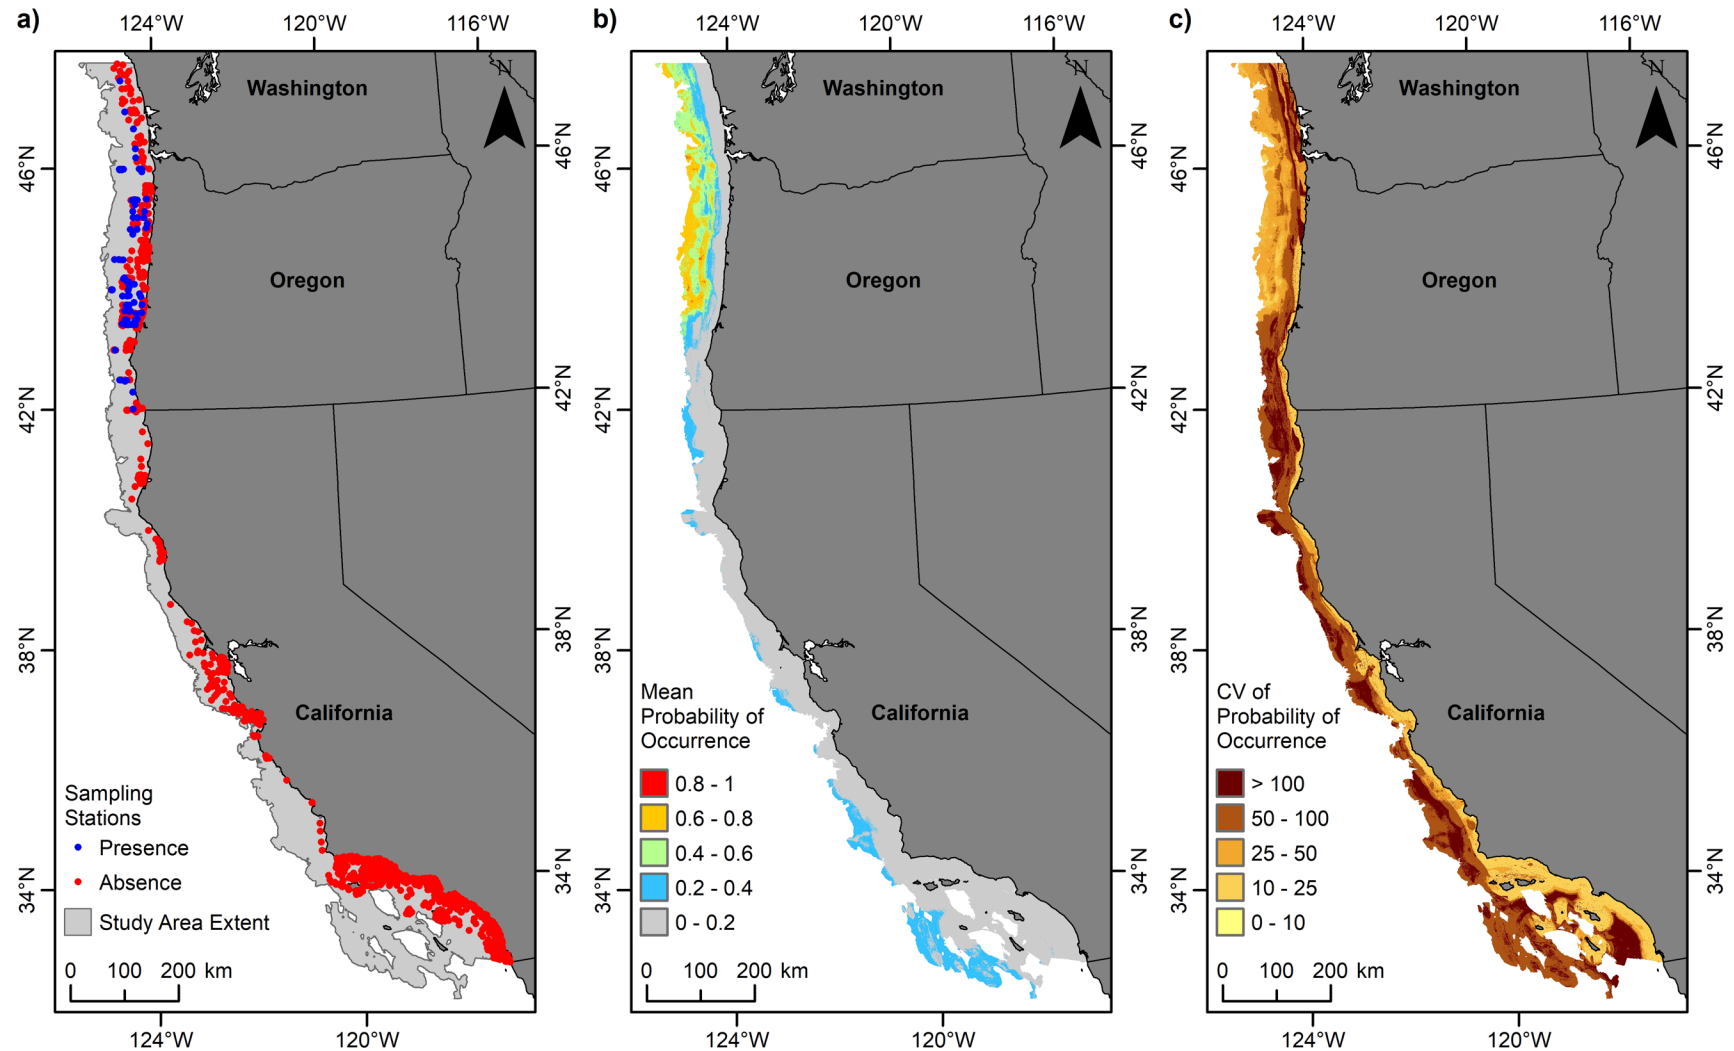 a)
124°W 120°W 116°W
N
Washington
46°N
46°N
Oregon
42°N
42°N
38°N
38°N
California
Sampling
Stations
Presence
Absence
Study Area Extent
34°N
34°N
0 100 200 km
124°W 120°W
b)
124°W 120°W 116°W
N
Washington
46°N
46°N
Oregon
42°N
42°N
38°N
38°N
California
Mean
Probability of
Occurrence
0.8 - 1
0.6 - 0.8
0.4 - 0.6
0.2 - 0.4
0 - 0.2
34°N
34°N
0 100 200 km
124°W 120°W
c)
124°W 120°W 116°W
N
Washington
46°N
46°N
Oregon
42°N
42°N
38°N
38°N
California
CV of
Probability of
Occurrence
> 100
50 - 100
25 - 50
10 - 25
0 - 10
34°N
34°N
0 100 200 km
124°W 120°W